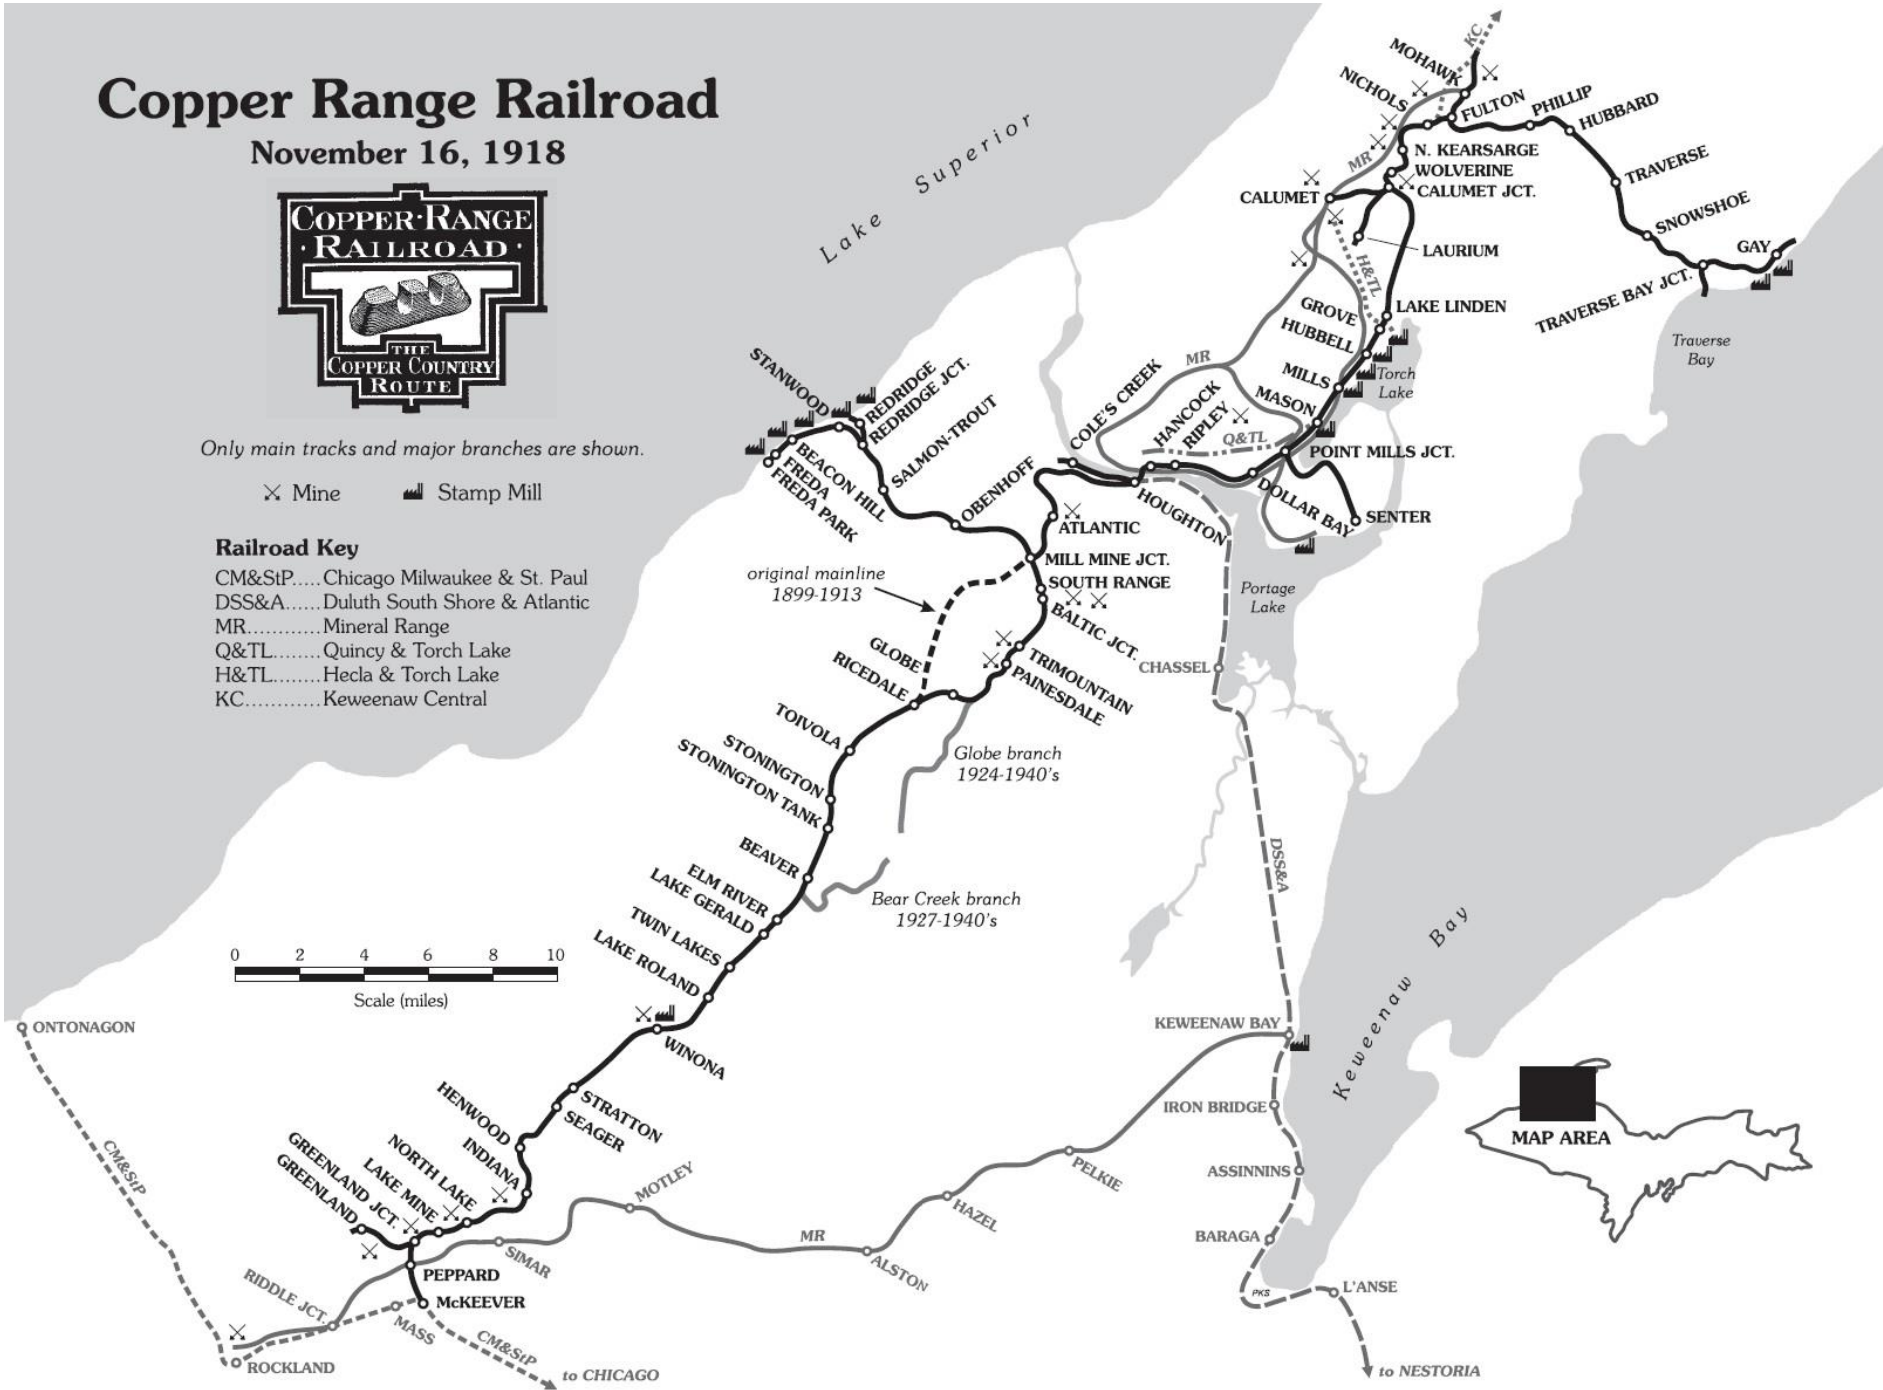 Copper Range Railroad
November 16, 1918
COPPER·RANGE
·RAILROAD·
THE
COPPER COUNTRY
ROUTE
Only main tracks and major branches are shown.
Mine
Stamp Mill
Railroad Key
CM&StP.....Chicago Milwaukee & St. Paul
DSS&A......Duluth South Shore & Atlantic
MR............Mineral Range
Q&TL........Quincy & Torch Lake
H&TL........Hecla & Torch Lake
KC............Keweenaw Central
Lake Superior
KC
MOHAWK
NICHOLS
FULTON
PHILLIP
HUBBARD
N. KEARSARGE
WOLVERINE
CALUMET JCT.
MR
CALUMET
TRAVERSE
SNOWSHOE
GAY
TRAVERSE BAY JCT.
Traverse
Bay
LAURIUM
H&TL
LAKE LINDEN
GROVE
HUBBELL
MILLS
Torch
Lake
MASON
MR
COLE'S CREEK
HANCOCK
RIPLEY
Q&TL
POINT MILLS JCT.
DOLLAR BAY
SENTER
HOUGHTON
STANWOOD
REDRIDGE
REDRIDGE JCT.
SALMON-TROUT
BEACON HILL
FREDA
FREDA PARK
OBENHOFF
ATLANTIC
MILL MINE JCT.
SOUTH RANGE
BALTIC JCT.
original mainline
1899-1913
Portage
Lake
TRIMOUNTAIN
PAINESDALE
CHASSEL
GLOBE
RICEDALE
TOIVOLA
STONINGTON
STONINGTON TANK
Globe branch
1924-1940's
BEAVER
ELM RIVER
LAKE GERALD
Bear Creek branch
1927-1940's
DSS&A
TWIN LAKES
LAKE ROLAND
0 2 4 6 8 10
Scale (miles)
WINONA
Keweenaw Bay
KEWEENAW BAY
ONTONAGON
STRATTON
SEAGER
HENWOOD
INDIANA
NORTH LAKE
LAKE MINE
GREENLAND JCT.
GREENLAND
IRON BRIDGE
MAP AREA
CM&StP
MOTLEY
PELKIE
ASSINNINS
HAZEL
MR
BARAGA
SIMAR
ALSTON
PEPPARD
RIDDLE JCT.
McKEEVER
PKS
L'ANSE
MASS
CM&StP
ROCKLAND
to CHICAGO
to NESTORIA